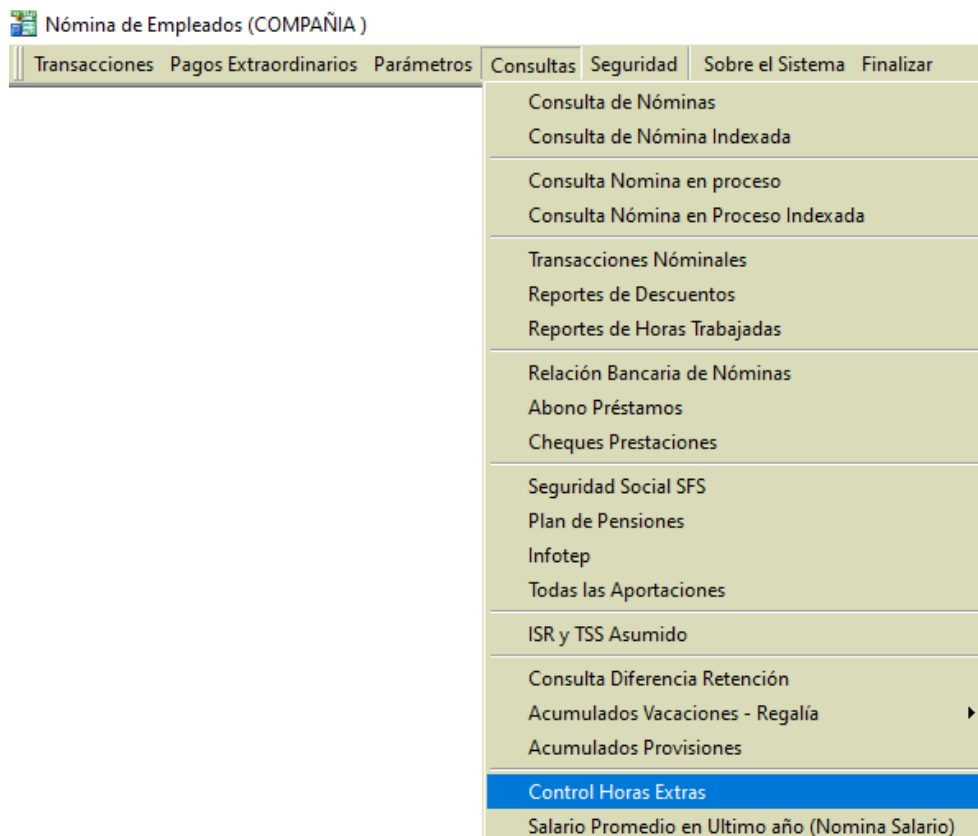 Nómina de Empleados (COMPAÑIA )
Transacciones Pagos Extraordinarios Parámetros Consultas Seguridad Sobre el Sistema Finalizar
Consulta de Nóminas
Consulta de Nómina Indexada
Consulta Nomina en proceso
Consulta Nómina en Proceso Indexada
Transacciones Nóminales
Reportes de Descuentos
Reportes de Horas Trabajadas
Relación Bancaria de Nóminas
Abono Préstamos
Cheques Prestaciones
Seguridad Social SFS
Plan de Pensiones
Infotep
Todas las Aportaciones
ISR y TSS Asumido
Consulta Diferencia Retención
Acumulados Vacaciones - Regalía
Acumulados Provisiones
Control Horas Extras
Salario Promedio en Ultimo año (Nomina Salario)